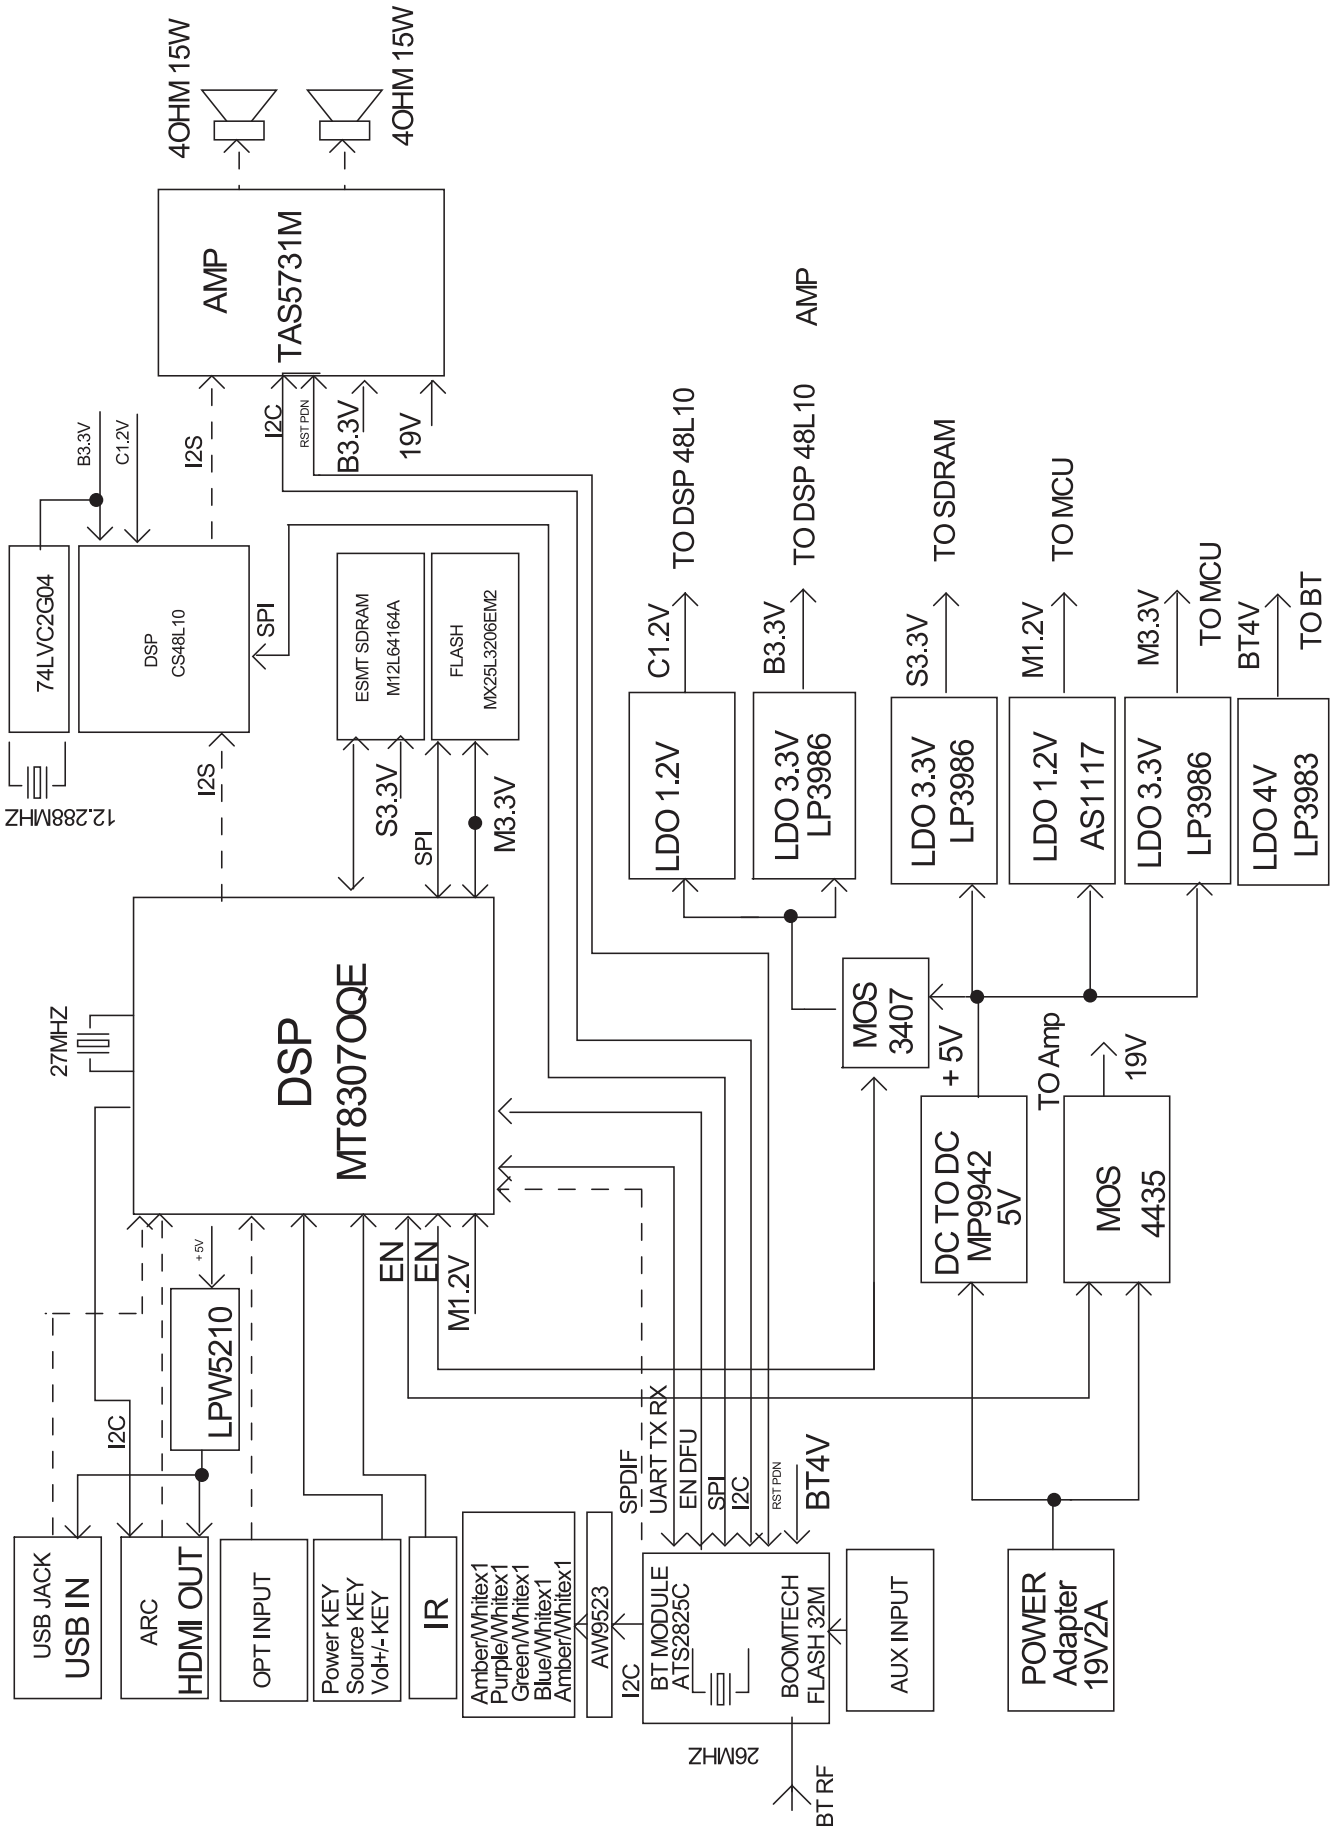 USB JACK
USB IN
ARC
HDMI OUT
OPT INPUT
Power KEY
Source KEY
Vol+/- KEY
IR
Amber/Whitex1
Purple/Whitex1
Green/Whitex1
Blue/Whitex1
Amber/Whitex1
AW9523
I2C
BT MODULE
ATS2825C
BOOMTECH
FLASH 32M
26MHZ
BT RF
AUX INPUT
POWER
Adapter
19V2A
I2C
LPW5210
+ 5V
SPDIF
UART TX RX
EN DFU
SPI
I2C
RST PDN
BT4V
EN
EN
M1.2V
27MHZ
DSP
MT8307OQE
DC TO DC
MP9942
5V
MOS
4435
TO Amp
19V
+ 5V
MOS
3407
12.288MHZ
I2S
S3.3V
SPI
M3.3V
74LVC2G04
DSP
CS48L10
SPI
ESMT SDRAM
M12L64164A
FLASH
MX25L3206EM2
LDO 1.2V
LDO 3.3V
LP3986
LDO 3.3V
LP3986
LDO 1.2V
AS1117
LDO 3.3V
LP3986
LDO 4V
LP3983
C1.2V
B3.3V
S3.3V
M1.2V
M3.3V
BT4V
TO DSP 48L10
TO DSP 48L10
AMP
TO SDRAM
TO MCU
TO MCU
TO BT
B3.3V
C1.2V
I2S
I2C
RST PDN
B3.3V
19V
AMP
TAS5731M
4OHM 15W
4OHM 15W